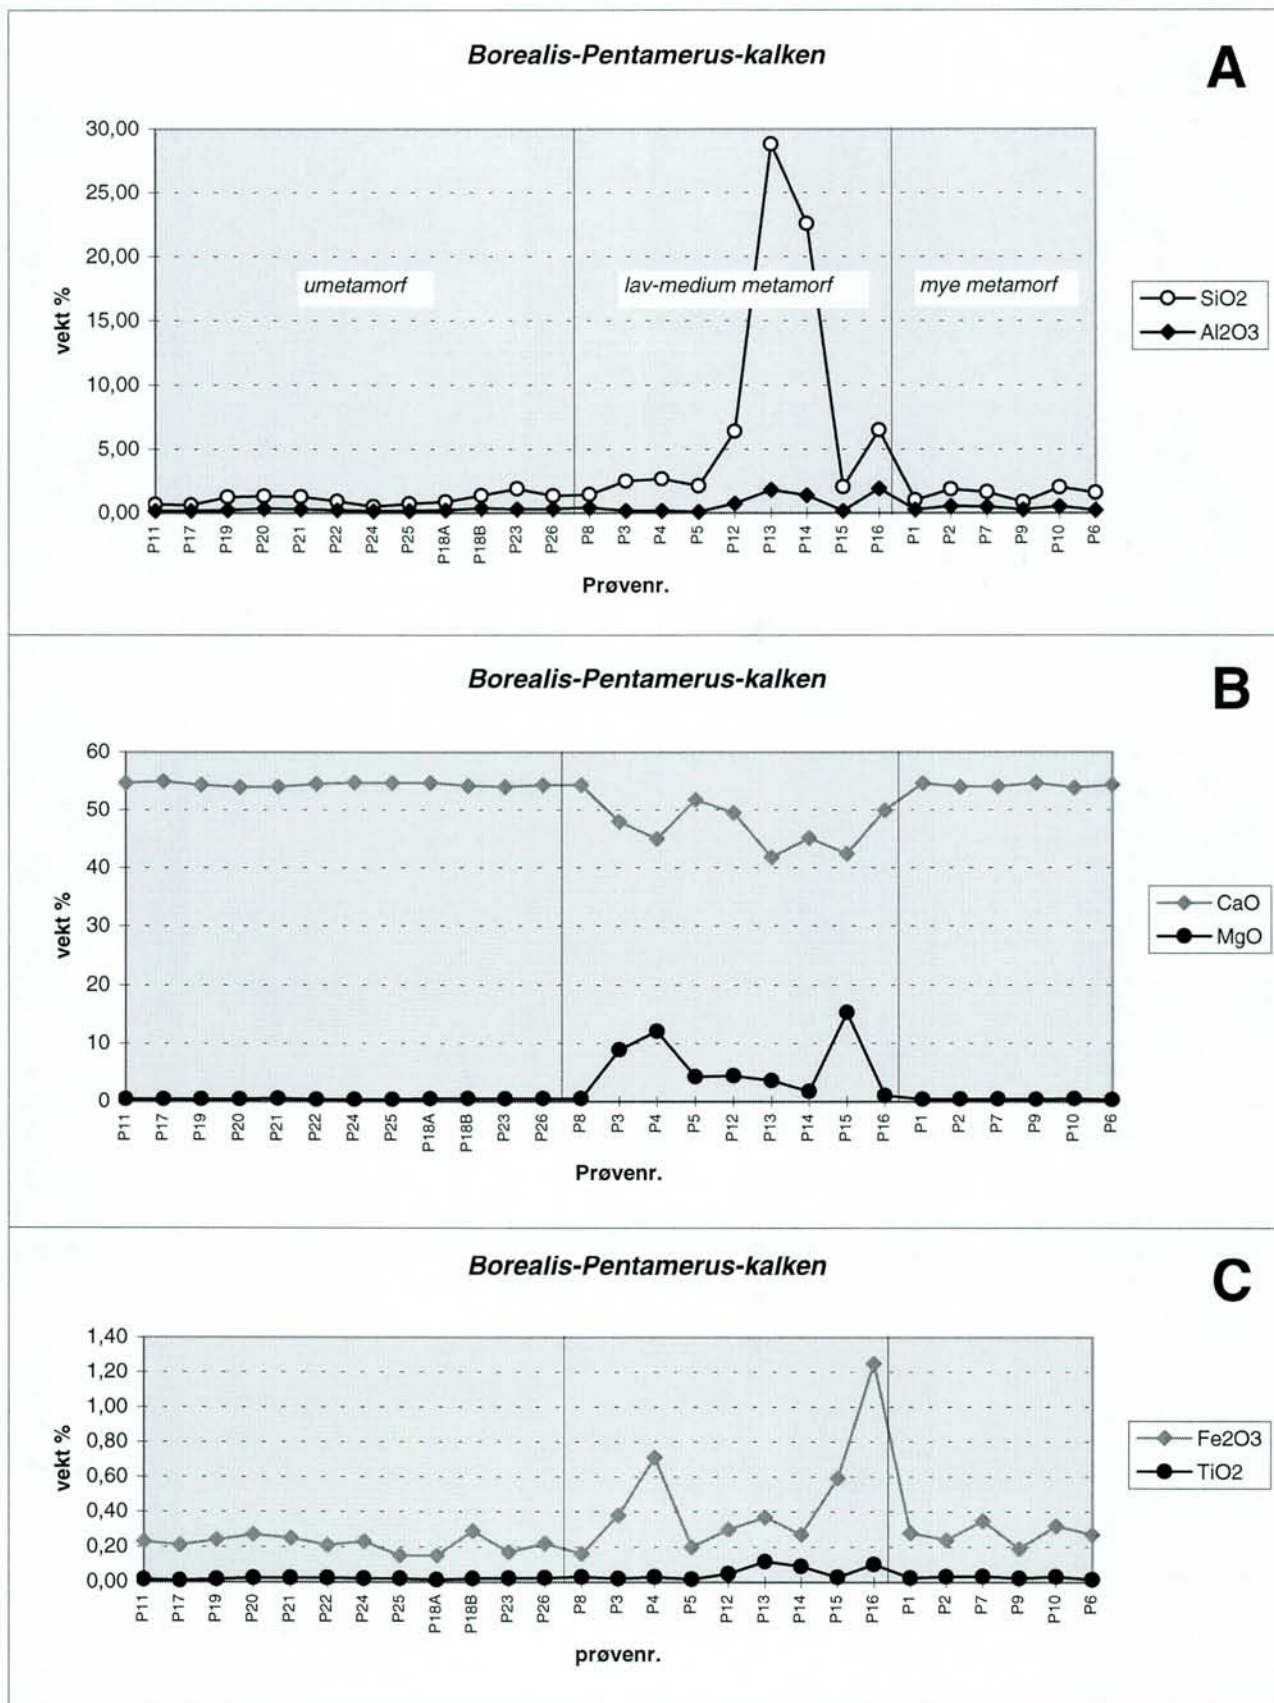 Borealis-Pentamerus-kalken
A
30,00
25,00
20,00
15,00
10,00
5,00
0,00
vekt %
umetamorf
lav-medium metamorf
mye metamorf
SiO2
Al2O3
P11 P17 P19 P20 P21 P22 P24 P25 P18A P18B P23 P26 P8 P3 P4 P5 P12 P13 P14 P15 P16 P1 P2 P7 P9 P10 P6
Prøvenr.
Borealis-Pentamerus-kalken
B
60
50
40
30
20
10
0
vekt %
CaO
MgO
P11 P17 P19 P20 P21 P22 P24 P25 P18A P18B P23 P26 P8 P3 P4 P5 P12 P13 P14 P15 P16 P1 P2 P7 P9 P10 P6
Prøvenr.
Borealis-Pentamerus-kalken
C
1,40
1,20
1,00
0,80
0,60
0,40
0,20
0,00
vekt %
Fe2O3
TiO2
P11 P17 P19 P20 P21 P22 P24 P25 P18A P18B P23 P26 P8 P3 P4 P5 P12 P13 P14 P15 P16 P1 P2 P7 P9 P10 P6
prøvenr.